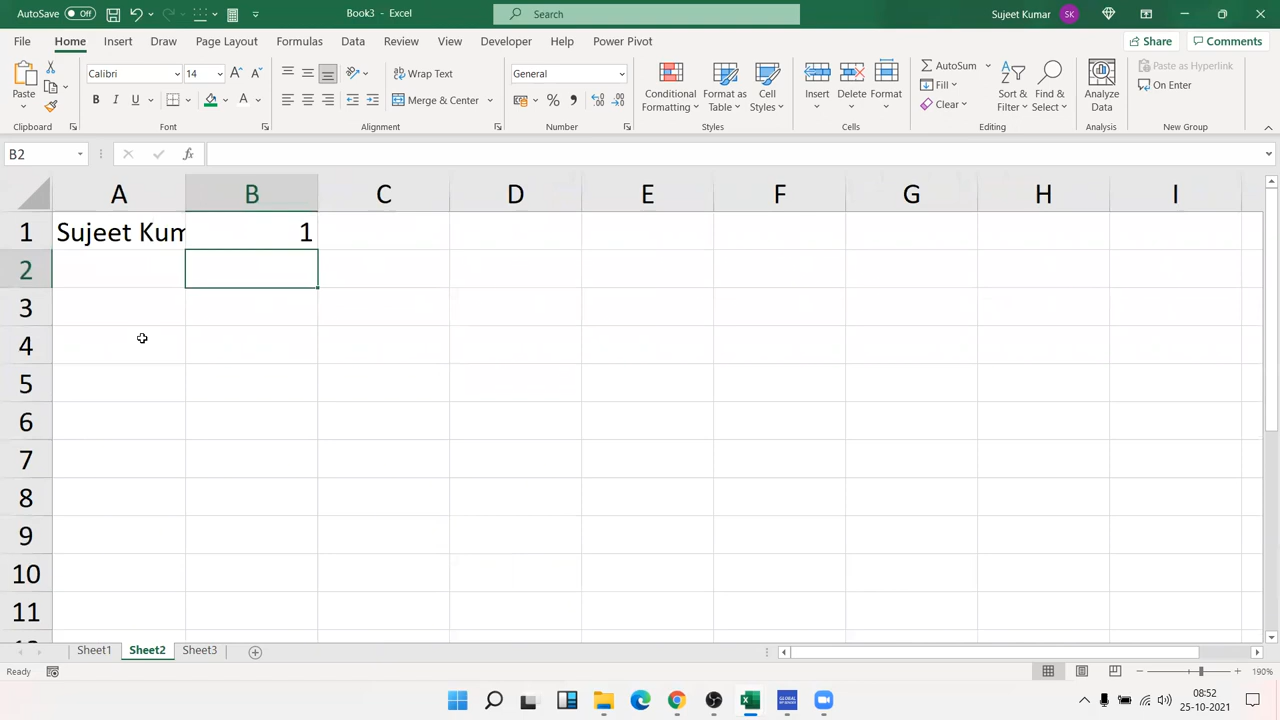 AutoSave Off Book3 - Excel Search Sujeet Kumar SK
File Home Insert Draw Page Layout Formulas Data Review View Developer Help Power Pivot Share Comments
Paste Calibri 14 A A Wrap Text General Conditional Formatting Format as Table Cell Styles Insert Delete Format AutoSum Sort & Filter Find & Select Analyze Data Paste as Hyperlink
B I U A Merge & Center % Fill On Enter
Clear
Clipboard Font Alignment Number Styles Cells Editing Analysis New Group
B2 fx
A B C D E F G H I
1 Sujeet Kum 1
2
3
4
5
6
7
8
9
10
11
Sheet1 Sheet2 Sheet3
Ready 190%
08:52
25-10-2021